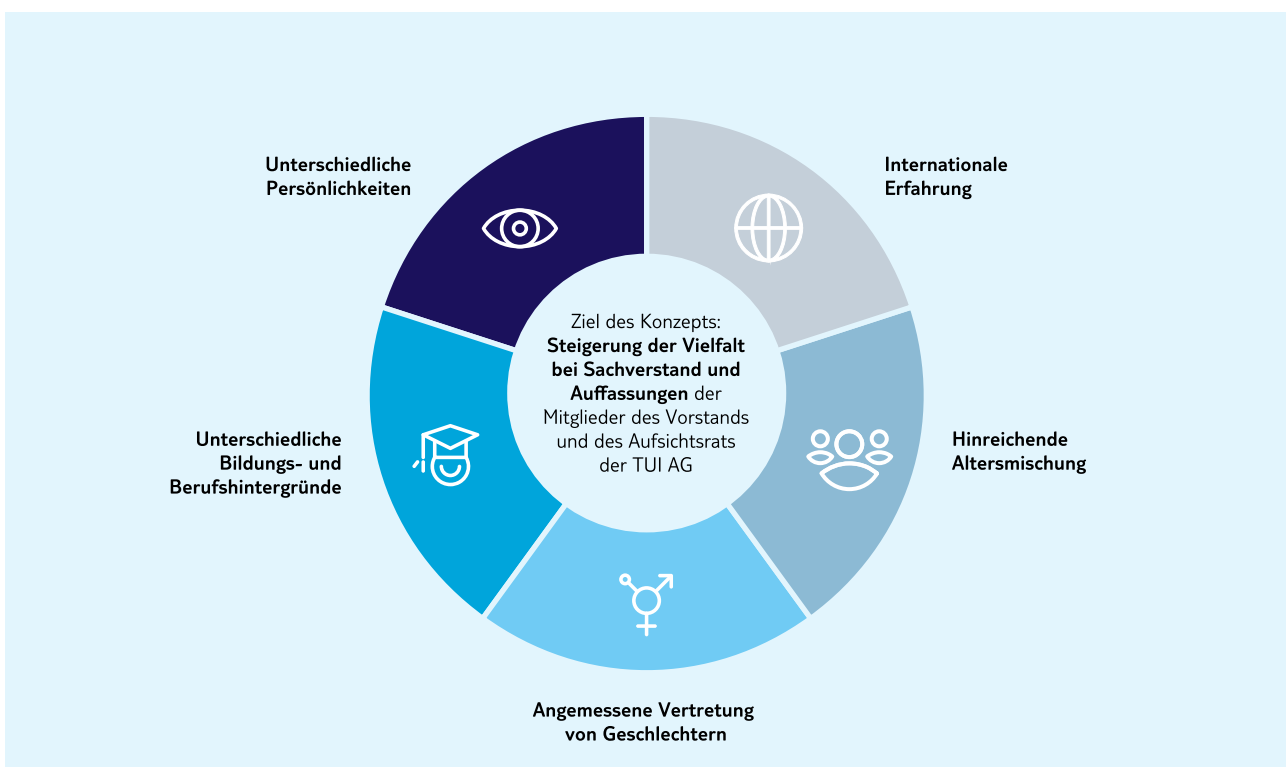 Unterschiedliche
Persönlichkeiten
Internationale
Erfahrung
Ziel des Konzepts:
Steigerung der Vielfalt
bei Sachverstand und
Auffassungen der
Mitglieder des Vorstands
und des Aufsichtsrats
der TUI AG
Unterschiedliche
Bildungs- und
Berufshintergründe
Hinreichende
Altersmischung
Angemessene Vertretung
von Geschlechtern